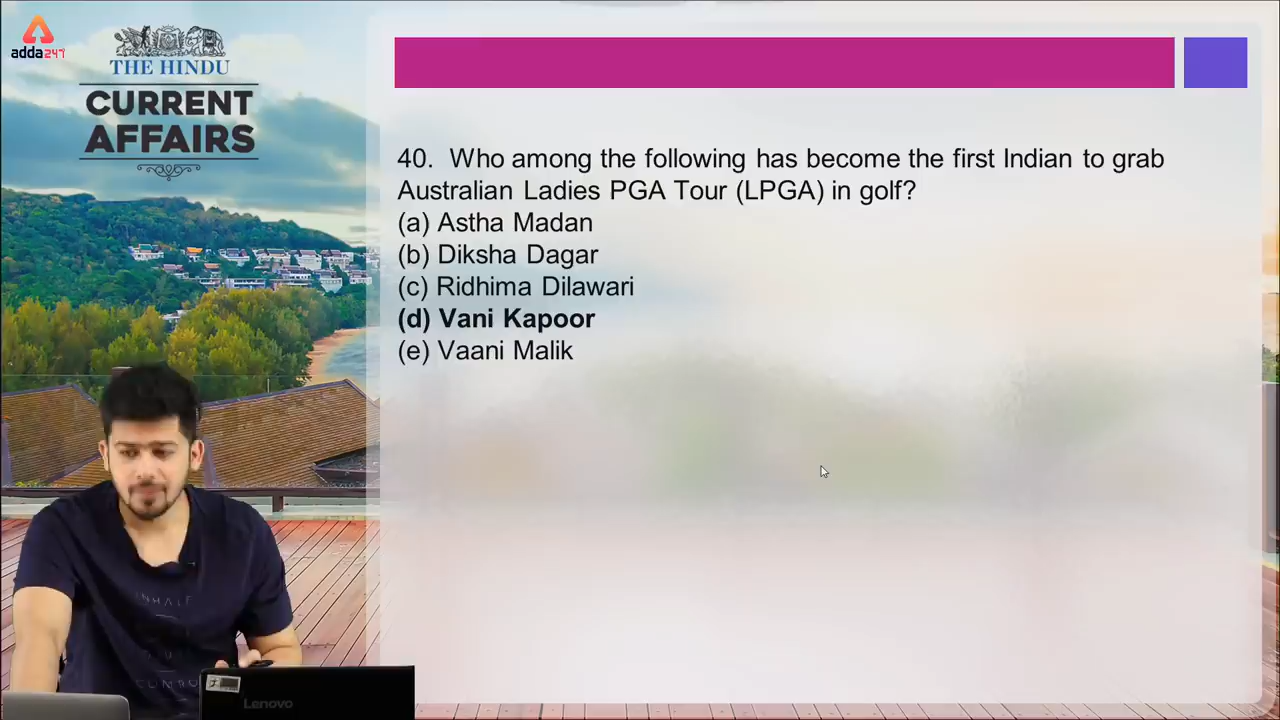 adda247
THE HINDU
CURRENT
AFFAIRS
40. Who among the following has become the first Indian to grab
Australian Ladies PGA Tour (LPGA) in golf?
(a) Astha Madan
(b) Diksha Dagar
(c) Ridhima Dilawari
(d) Vani Kapoor
(e) Vaani Malik
INHALE
Lenovo